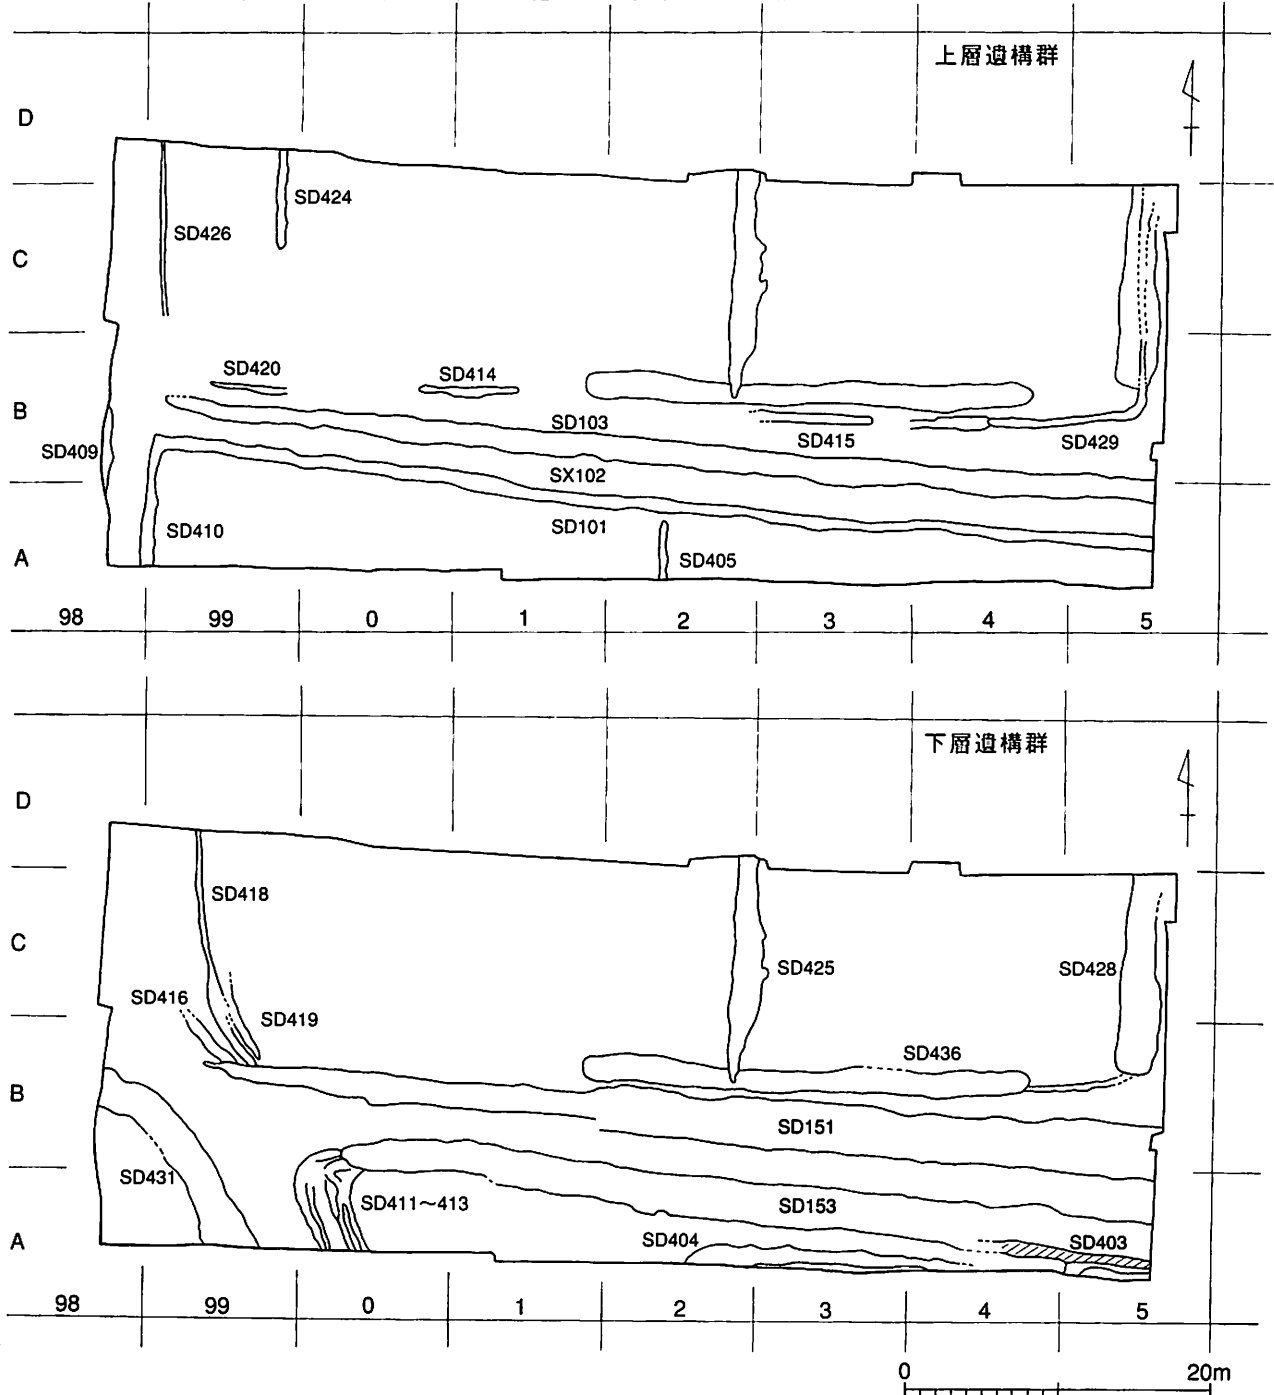 上層遺構群
D
SD424
SD426
C
SD420
SD414
B
SD103
SD415
SD429
SD409
SX102
SD410
SD101
SD405
A
98 99 0 1 2 3 4 5
下層遺構群
D
SD418
C
SD425
SD428
SD416
SD419
SD436
B
SD151
SD431
SD411〜413
SD153
SD404
SD403
A
98 99 0 1 2 3 4 5
0 20m